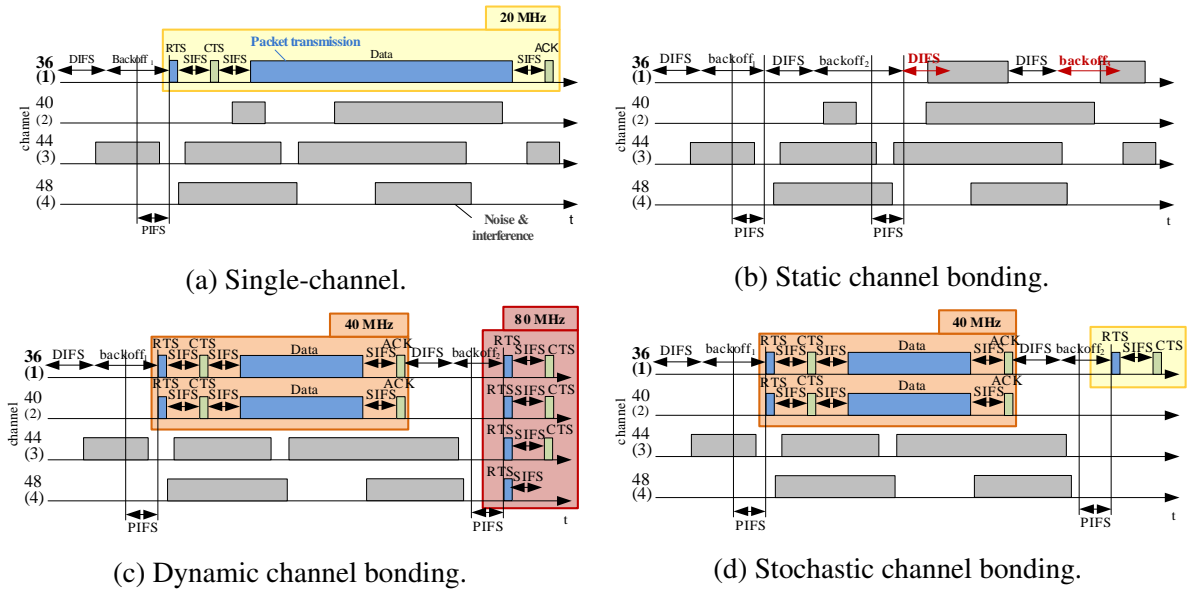 20 MHz
RTS
CTS
Packet transmission
Data
ACK
36
(1)
DIFS
Backoff1
SIFS
SIFS
SIFS
40
(2)
channel
44
(3)
48
(4)
Noise &
interference
PIFS
t
(a) Single-channel.
36
(1)
DIFS
backoff1
DIFS
backoff2
DIFS
DIFS
backoff3
40
(2)
channel
44
(3)
48
(4)
PIFS
PIFS
t
(b) Static channel bonding.
40 MHz
80 MHz
36
(1)
DIFS
backoff1
RTS
SIFS
CTS
SIFS
Data
SIFS
ACK
DIFS
backoff2
RTS
SIFS
CTS
40
(2)
RTS
SIFS
CTS
SIFS
Data
SIFS
ACK
RTS
SIFS
CTS
channel
44
(3)
RTS
SIFS
CTS
48
(4)
RTS
SIFS
PIFS
PIFS
t
(c) Dynamic channel bonding.
40 MHz
36
(1)
DIFS
backoff1
RTS
SIFS
CTS
SIFS
Data
SIFS
ACK
DIFS
backoff2
RTS
SIFS
CTS
40
(2)
RTS
SIFS
CTS
SIFS
Data
SIFS
ACK
channel
44
(3)
48
(4)
PIFS
PIFS
t
(d) Stochastic channel bonding.